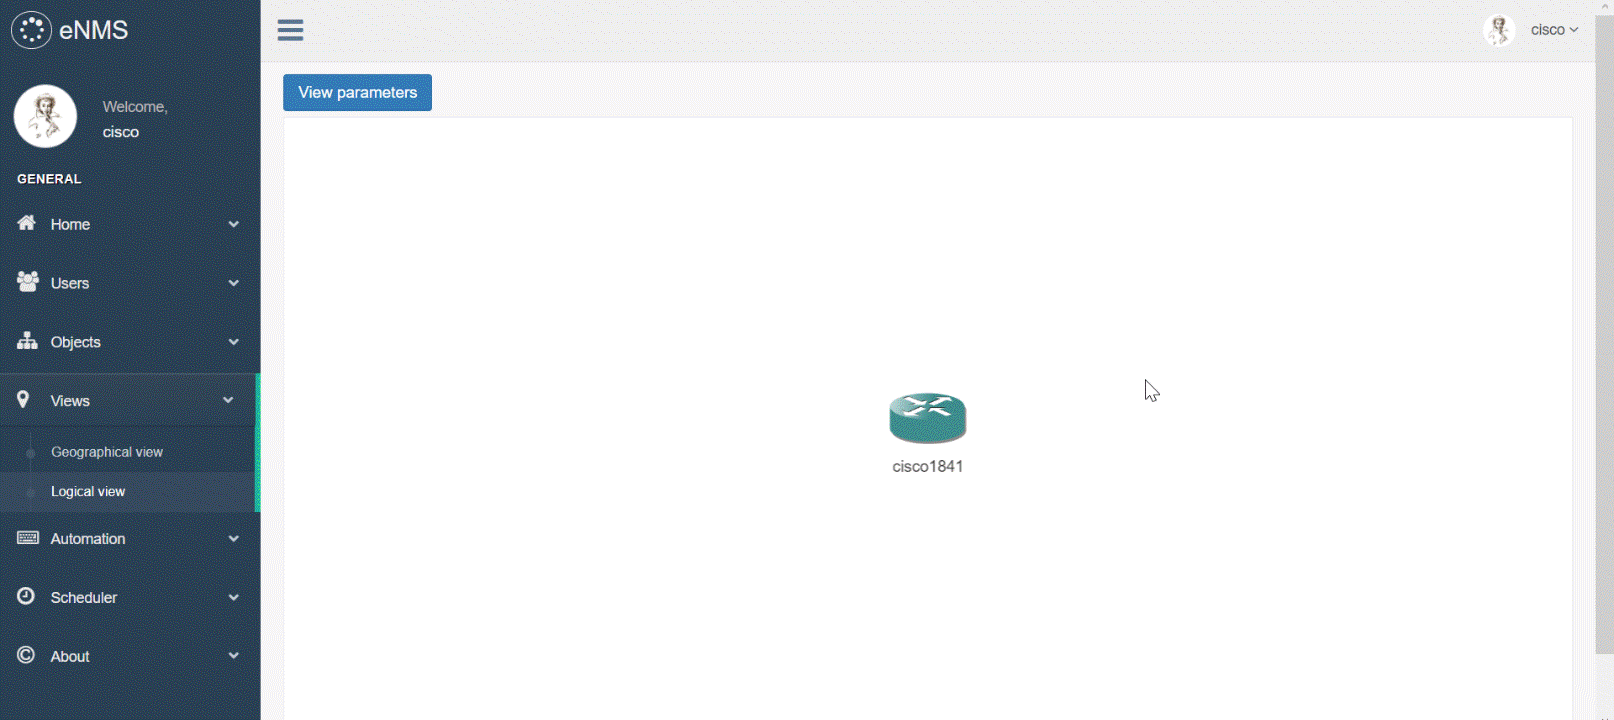 eNMS
cisco
Welcome,
cisco
GENERAL
Home
Users
Objects
Views
Geographical view
Logical view
Automation
Scheduler
About
View parameters
cisco1841